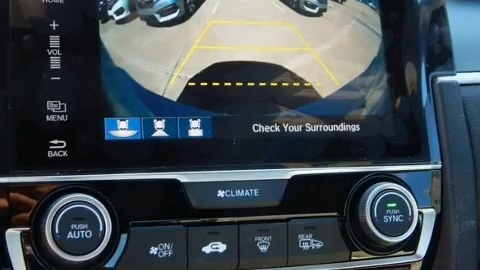 HOME
+
VOL
−
MENU
BACK
Check Your Surroundings
CLIMATE
PUSH
AUTO
ON/
OFF
FRONT
REAR
PUSH
SYNC